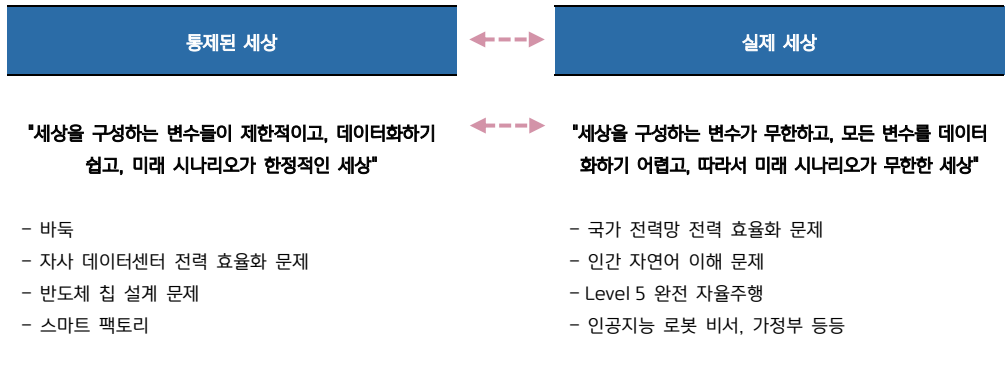 통제된 세상
실제 세상
"세상을 구성하는 변수들이 제한적이고, 데이터화하기
쉽고, 미래 시나리오가 한정적인 세상"
"세상을 구성하는 변수가 무한하고, 모든 변수를 데이터
화하기 어렵고, 따라서 미래 시나리오가 무한한 세상"
- 바둑
- 자사 데이터센터 전력 효율화 문제
- 반도체 칩 설계 문제
- 스마트 팩토리
- 국가 전력망 전력 효율화 문제
- 인간 자연어 이해 문제
- Level 5 완전 자율주행
- 인공지능 로봇 비서, 가정부 등등